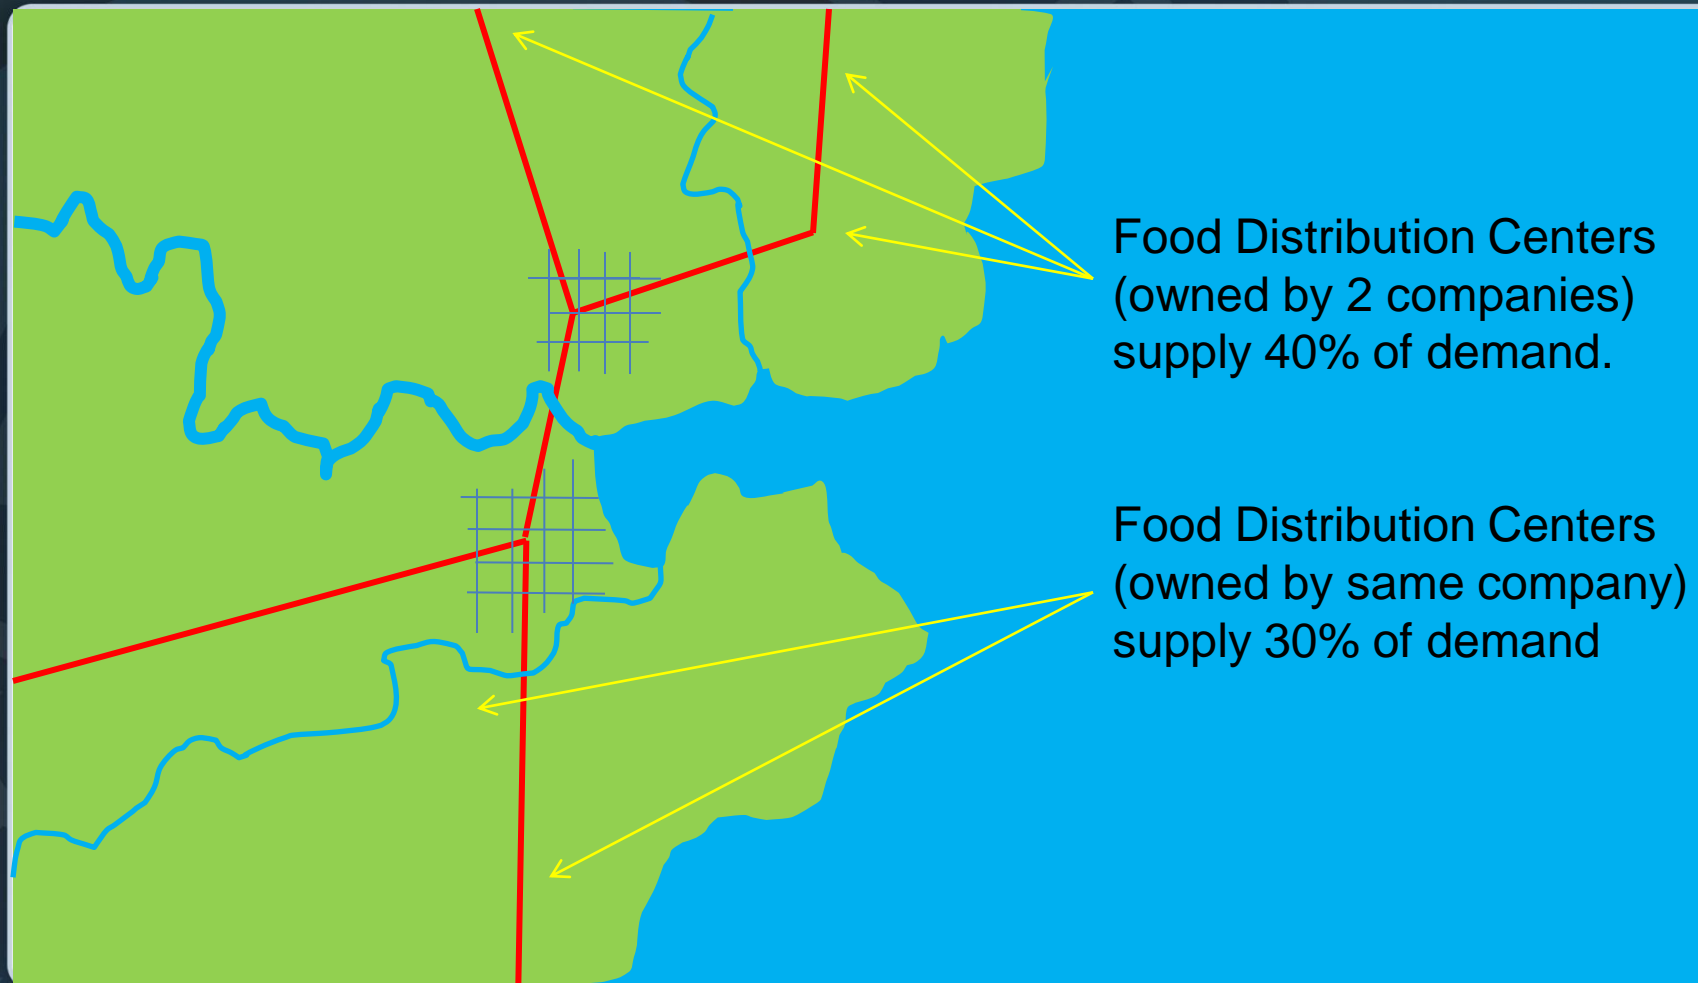 Food Distribution Centers
(owned by 2 companies)
supply 40% of demand.
Food Distribution Centers
(owned by same company)
supply 30% of demand